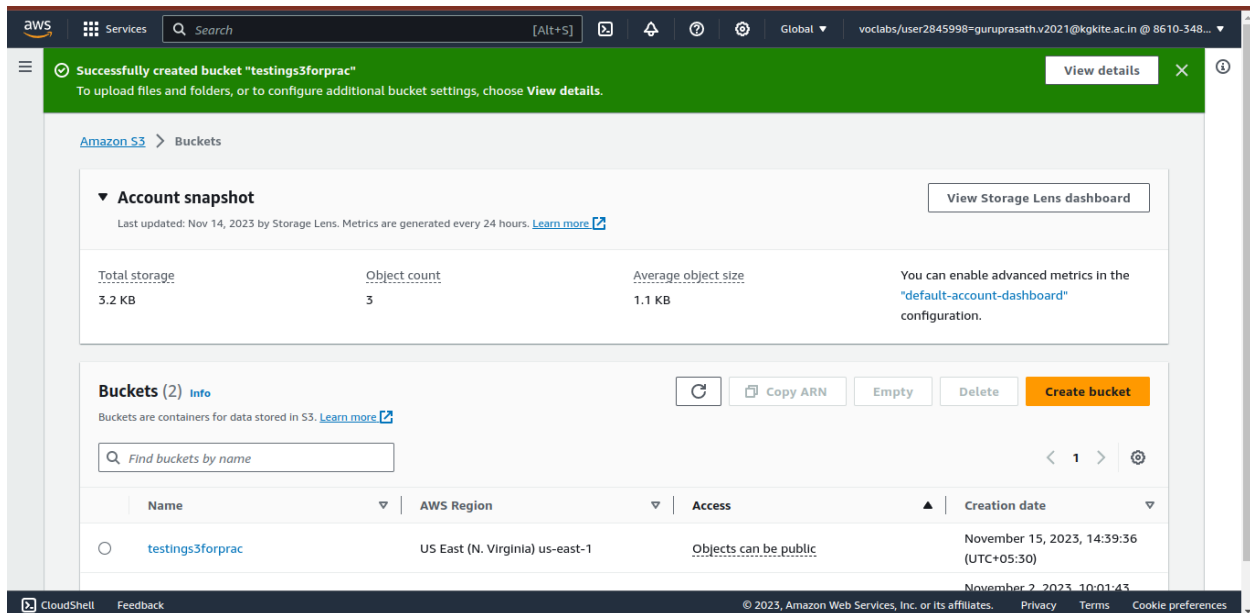 aws
Services
Search
[Alt+S]
Global
voclabs/user2845998=guruprasath.v2021@kgkite.ac.in @ 8610-348...
Successfully created bucket "testings3forprac"
To upload files and folders, or to configure additional bucket settings, choose View details.
View details
Amazon S3
Buckets
Account snapshot
Last updated: Nov 14, 2023 by Storage Lens. Metrics are generated every 24 hours. Learn more
View Storage Lens dashboard
Total storage
3.2 KB
Object count
3
Average object size
1.1 KB
You can enable advanced metrics in the
"default-account-dashboard"
configuration.
Buckets (2) Info
Buckets are containers for data stored in S3. Learn more
Copy ARN
Empty
Delete
Create bucket
Find buckets by name
1
Name
AWS Region
Access
Creation date
testings3forprac
US East (N. Virginia) us-east-1
Objects can be public
November 15, 2023, 14:39:36
(UTC+05:30)
November 2, 2023, 10:01:43
CloudShell
Feedback
© 2023, Amazon Web Services, Inc. or its affiliates.
Privacy
Terms
Cookie preferences